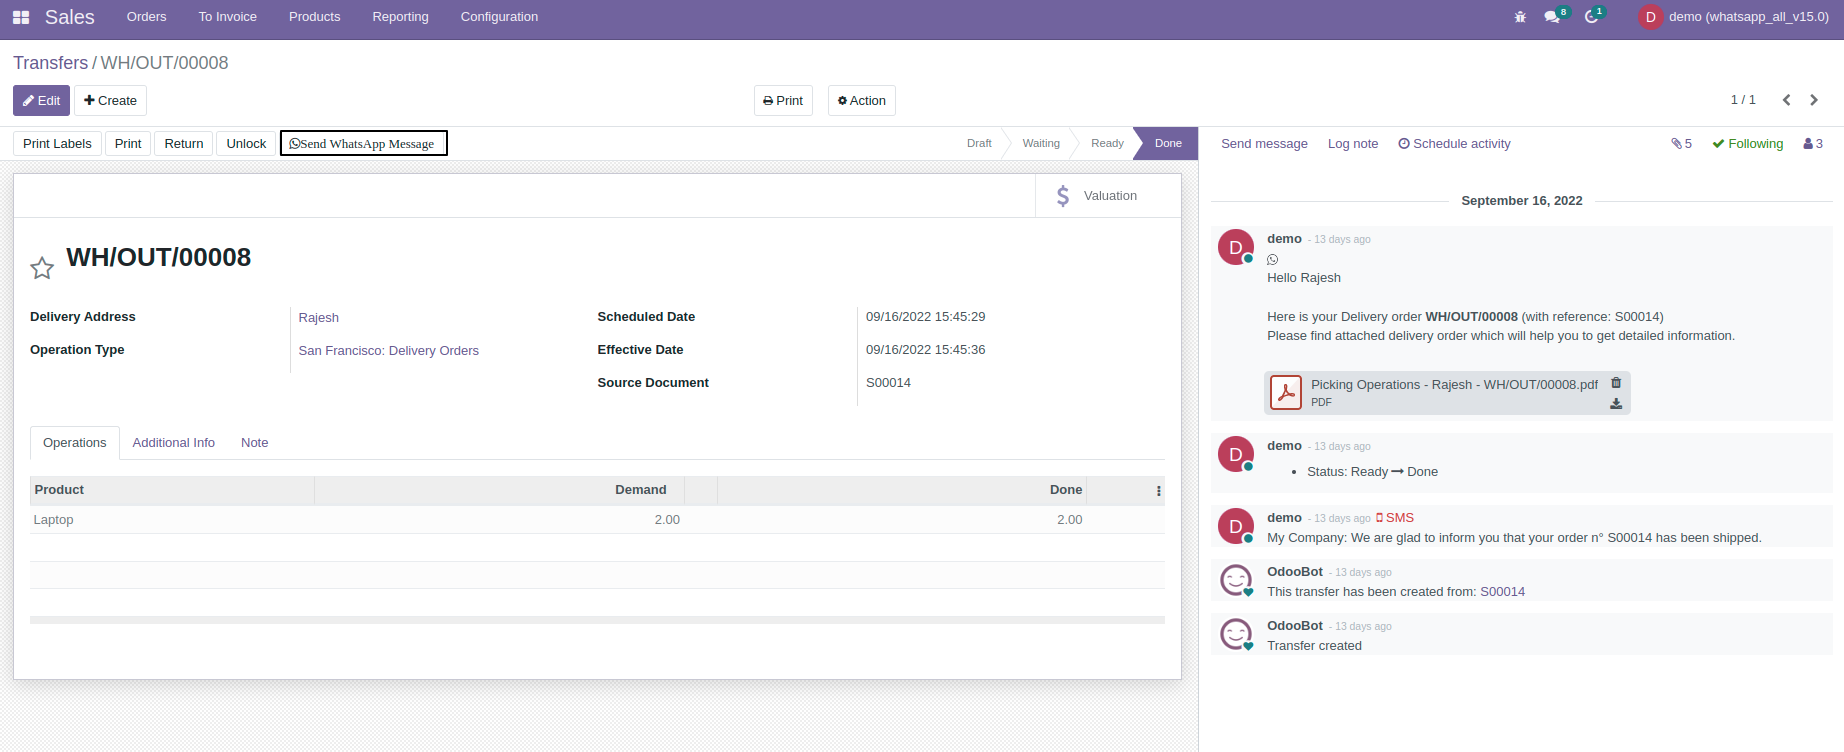 Sales Orders To Invoice Products Reporting Configuration 8 1 D demo (whatsapp_all_v15.0)
Transfers / WH/OUT/00008
Edit Create Print Action 1 / 1
Print Labels Print Return Unlock Send WhatsApp Message Draft Waiting Ready Done
Send message Log note Schedule activity 5 Following 3
$ Valuation
WH/OUT/00008
Delivery Address Rajesh Scheduled Date 09/16/2022 15:45:29
Operation Type San Francisco: Delivery Orders Effective Date 09/16/2022 15:45:36
Source Document S00014
Operations Additional Info Note
Product Demand Done
Laptop 2.00 2.00
September 16, 2022
D demo - 13 days ago
Hello Rajesh
Here is your Delivery order WH/OUT/00008 (with reference: S00014)
Please find attached delivery order which will help you to get detailed information.
Picking Operations - Rajesh - WH/OUT/00008.pdf
PDF
D demo - 13 days ago
• Status: Ready → Done
D demo - 13 days ago SMS
My Company: We are glad to inform you that your order n° S00014 has been shipped.
OdooBot - 13 days ago
This transfer has been created from: S00014
OdooBot - 13 days ago
Transfer created